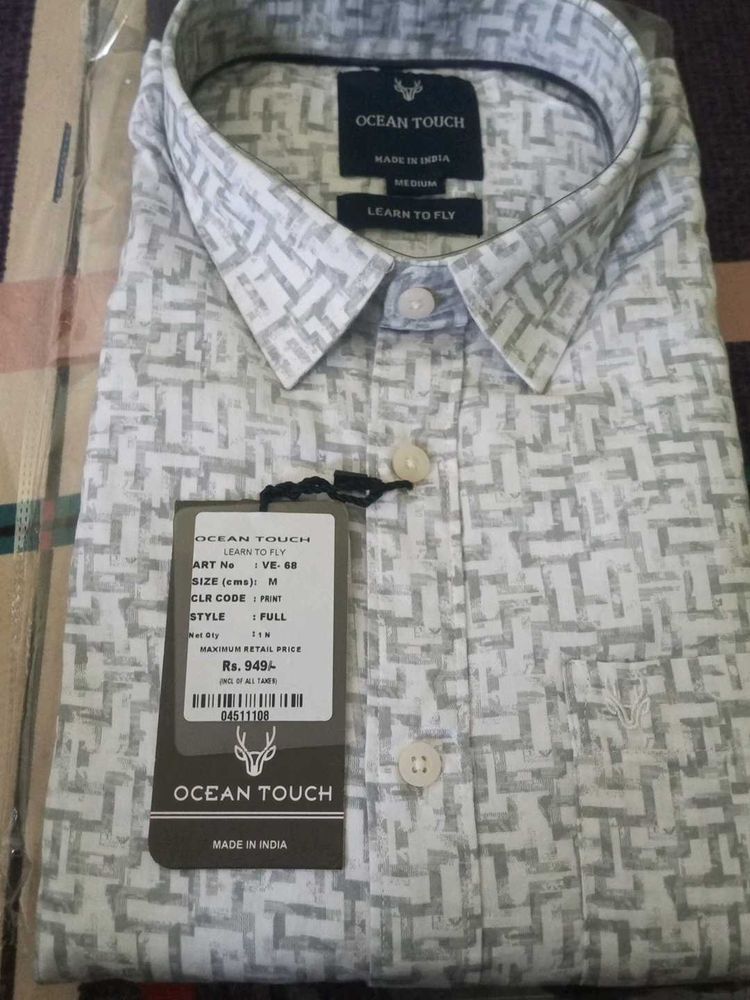 OCEAN TOUCH
MADE IN INDIA
MEDIUM
LEARN TO FLY
OCEAN TOUCH
LEARN TO FLY
ART No : VE- 68
SIZE (cms): M
CLR CODE : PRINT
STYLE : FULL
Net Qty : 1 N
MAXIMUM RETAIL PRICE
Rs. 949/-
(INCL OF ALL TAXES)
04511108
OCEAN TOUCH
MADE IN INDIA